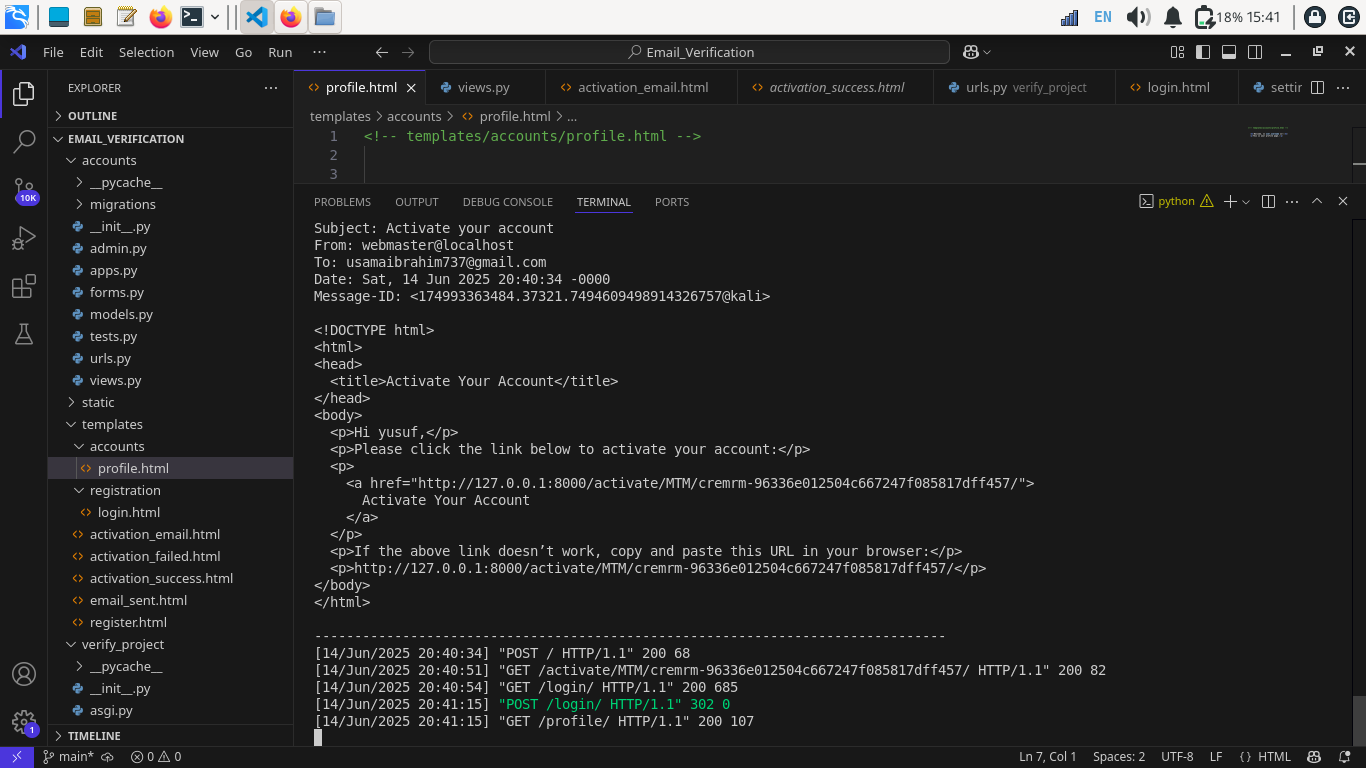 EN 18% 15:41
File Edit Selection View Go Run ··· Email_Verification
EXPLORER ···
OUTLINE
EMAIL_VERIFICATION
accounts
__pycache__
migrations
__init__.py
admin.py
apps.py
forms.py
models.py
tests.py
urls.py
views.py
static
templates
accounts
profile.html
registration
login.html
activation_email.html
activation_failed.html
activation_success.html
email_sent.html
register.html
verify_project
__pycache__
__init__.py
asgi.py
TIMELINE
10K
1
profile.html views.py activation_email.html activation_success.html urls.py verify_project login.html settin
templates > accounts > profile.html > ...
1 <!-- templates/accounts/profile.html -->
2
3
PROBLEMS OUTPUT DEBUG CONSOLE TERMINAL PORTS python
Subject: Activate your account
From: webmaster@localhost
To: usamaibrahim737@gmail.com
Date: Sat, 14 Jun 2025 20:40:34 -0000
Message-ID: <174993363484.37321.7494609498914326757@kali>
<!DOCTYPE html>
<html>
<head>
<title>Activate Your Account</title>
</head>
<body>
<p>Hi yusuf,</p>
<p>Please click the link below to activate your account:</p>
<p>
<a href="http://127.0.0.1:8000/activate/MTM/cremrm-96336e012504c667247f085817dff457/">
Activate Your Account
</a>
</p>
<p>If the above link doesn’t work, copy and paste this URL in your browser:</p>
<p>http://127.0.0.1:8000/activate/MTM/cremrm-96336e012504c667247f085817dff457/</p>
</body>
</html>
-------------------------------------------------------------------------------
[14/Jun/2025 20:40:34] "POST / HTTP/1.1" 200 68
[14/Jun/2025 20:40:51] "GET /activate/MTM/cremrm-96336e012504c667247f085817dff457/ HTTP/1.1" 200 82
[14/Jun/2025 20:40:54] "GET /login/ HTTP/1.1" 200 685
[14/Jun/2025 20:41:15] "POST /login/ HTTP/1.1" 302 0
[14/Jun/2025 20:41:15] "GET /profile/ HTTP/1.1" 200 107
main* 0 0 Ln 7, Col 1 Spaces: 2 UTF-8 LF {} HTML